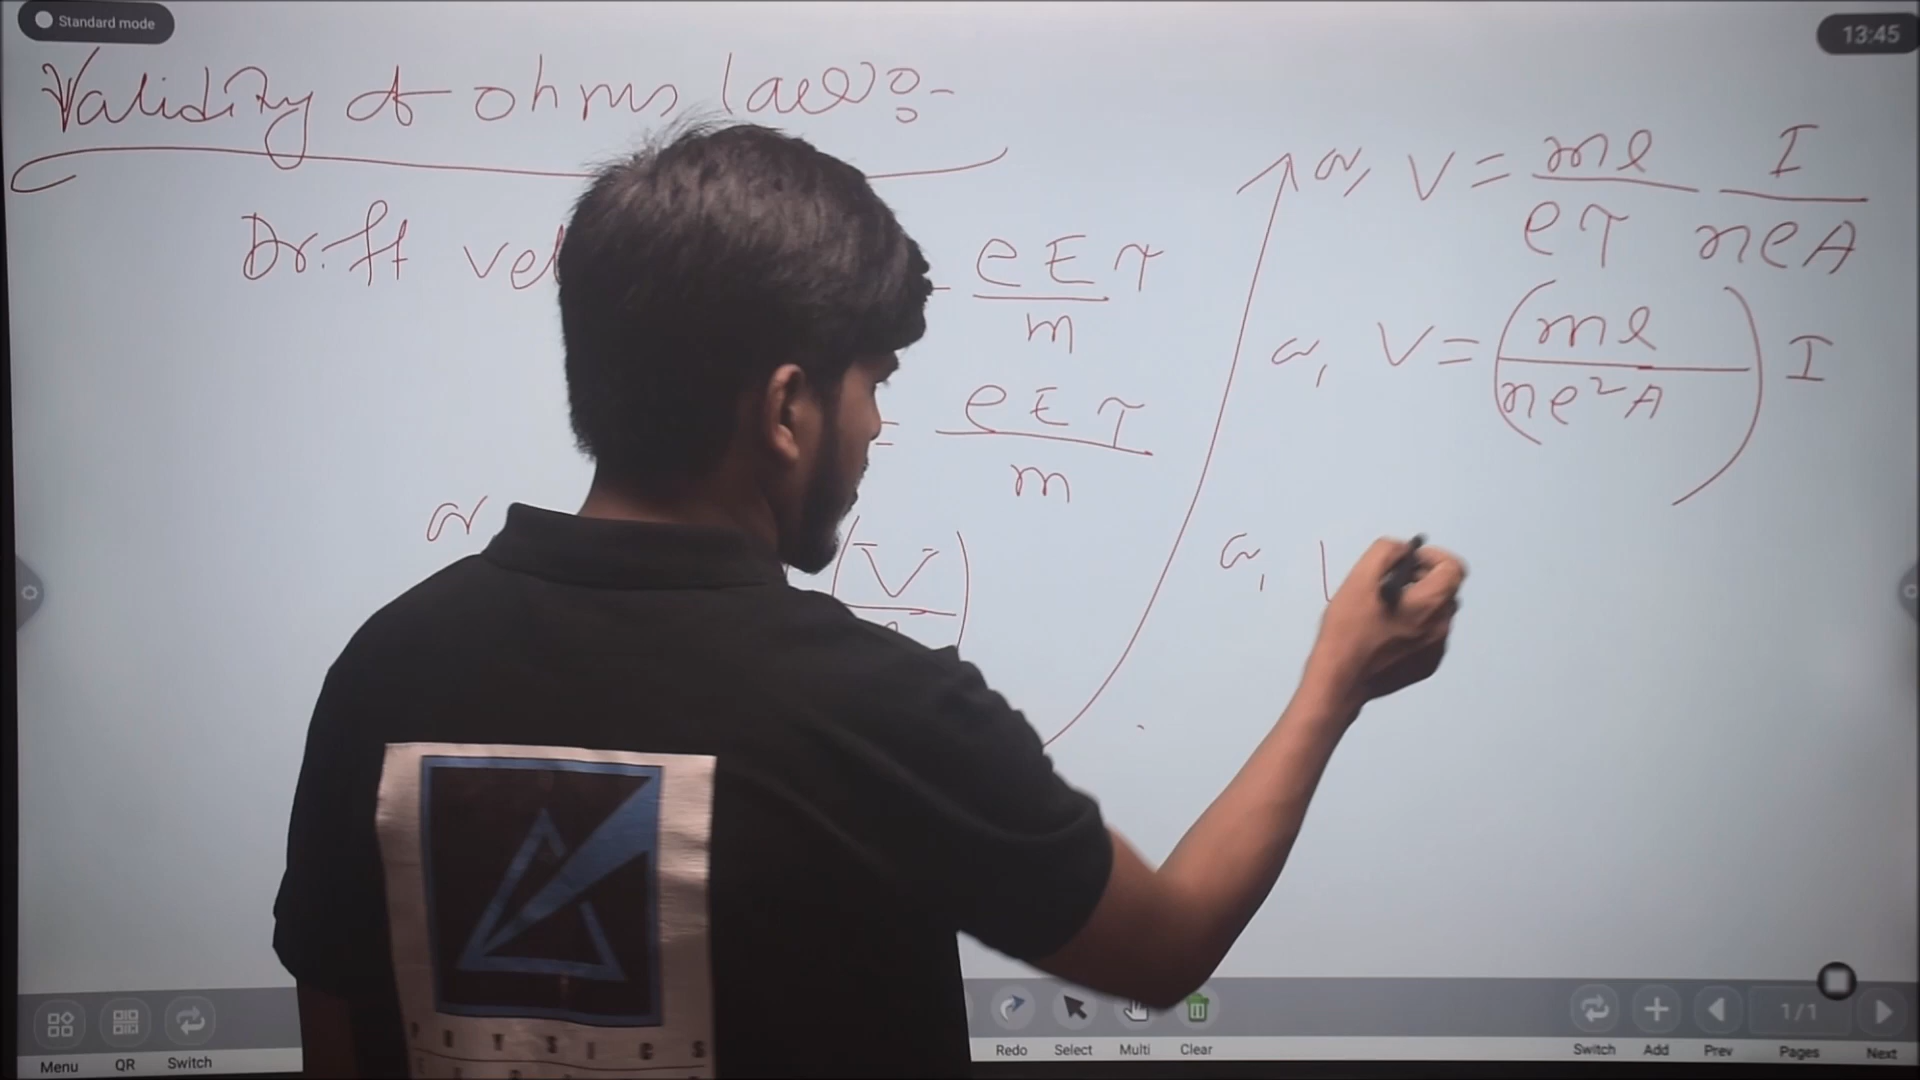 Standard mode
13:45
Validity of ohms law:-
Drift vel
eEτ
m
= eEτ
m
or
(V
or, V = ml I
eτ neA
or, V = (ml
ne²A) I
or,
PHYSICS
Menu QR Switch Redo Select Multi Clear Switch Add Prev Pages Next
1/1